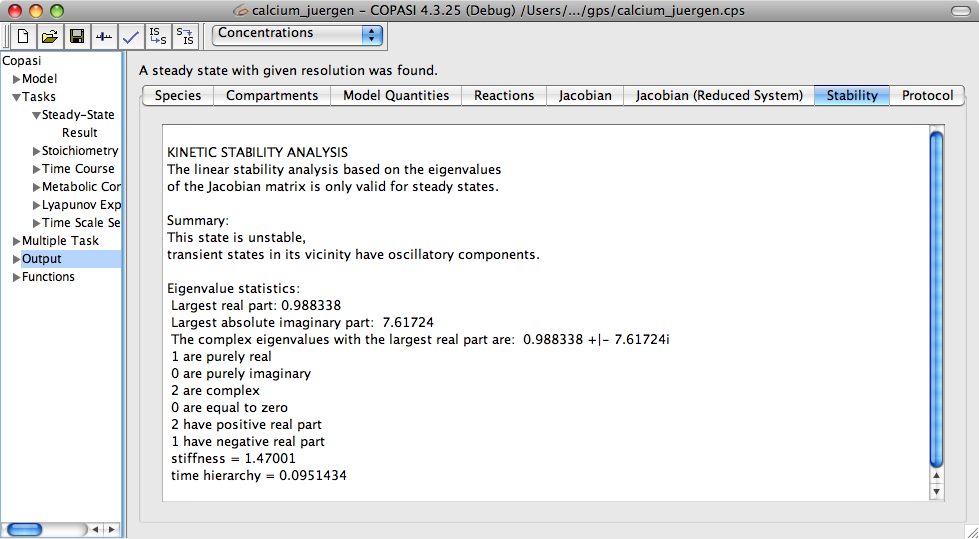 calcium_juergen - COPASI 4.3.25 (Debug) /Users/.../gps/calcium_juergen.cps
IS
S
S
IS
Concentrations
Copasi
Model
Tasks
Steady-State
Result
Stoichiometry
Time Course
Metabolic Cor
Lyapunov Exp
Time Scale Se
Multiple Task
Output
Functions
A steady state with given resolution was found.
Species Compartments Model Quantities Reactions Jacobian Jacobian (Reduced System) Stability Protocol
KINETIC STABILITY ANALYSIS
The linear stability analysis based on the eigenvalues
of the Jacobian matrix is only valid for steady states.
Summary:
This state is unstable,
transient states in its vicinity have oscillatory components.
Eigenvalue statistics:
Largest real part: 0.988338
Largest absolute imaginary part: 7.61724
The complex eigenvalues with the largest real part are: 0.988338 +|- 7.61724i
1 are purely real
0 are purely imaginary
2 are complex
0 are equal to zero
2 have positive real part
1 have negative real part
stiffness = 1.47001
time hierarchy = 0.0951434